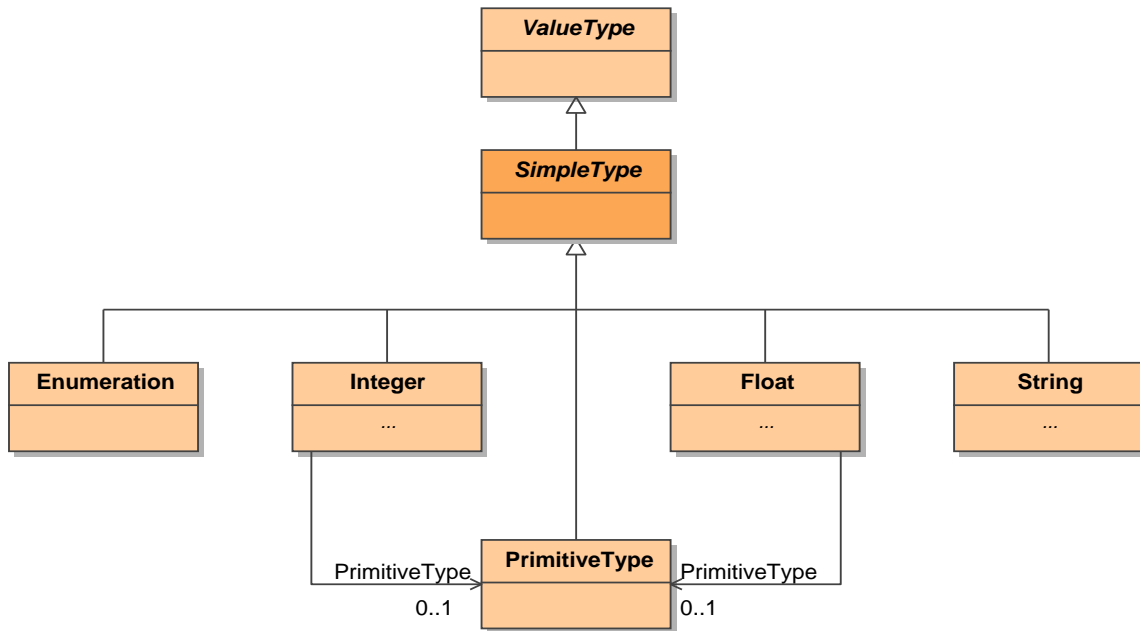 ValueType
SimpleType
Enumeration
Integer
...
Float
...
String
...
PrimitiveType
0..1
PrimitiveType
PrimitiveType
0..1